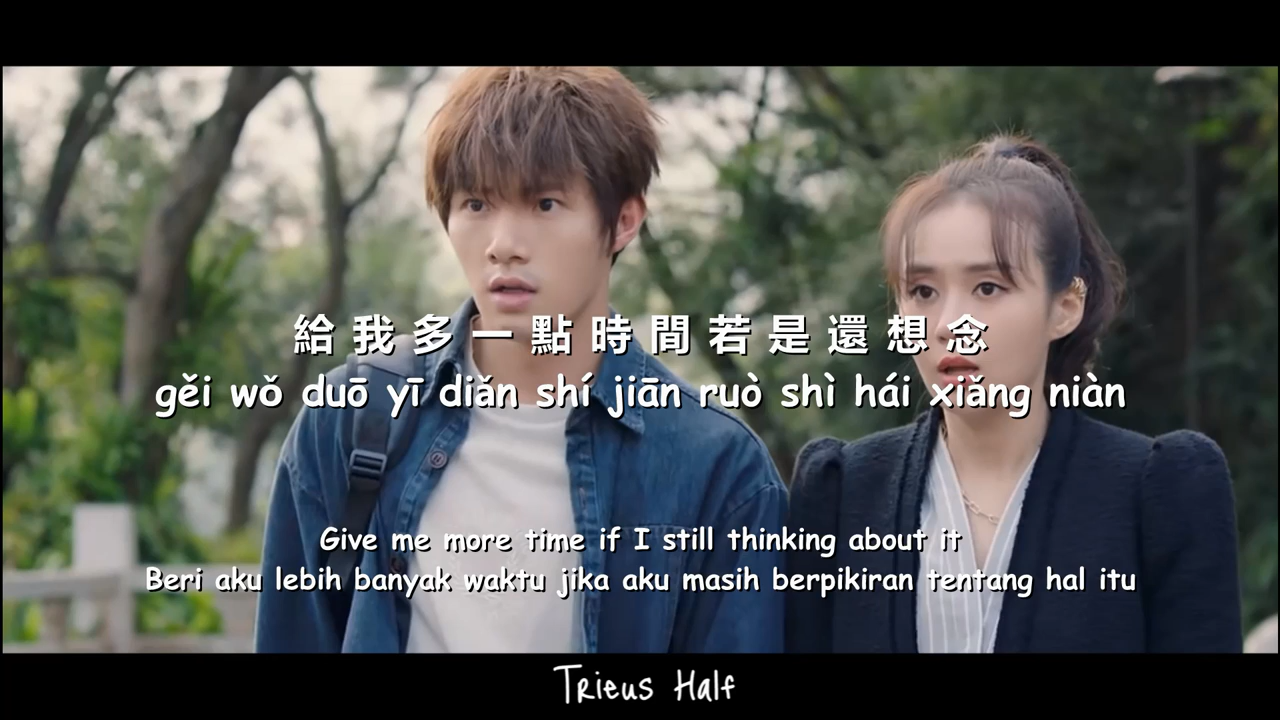 給我多一點時間若是還想念
gěi wǒ duō yī diǎn shí jiān ruò shì hái xiǎng niàn
Give me more time if I still thinking about it
Beri aku lebih banyak waktu jika aku masih berpikiran tentang hal itu
Trieus Half